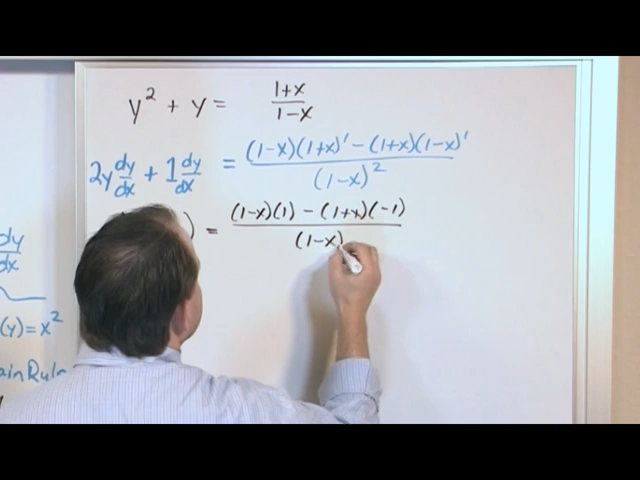 y² + y = (1+x)/(1-x)
2y dy/dx + 1 dy/dx = ((1-x)(1+x)' - (1+x)(1-x)')/(1-x)²
) = ((1-x)(1) - (1+x)(-1))/(1-x)
dy/dx
(y) = x²
ain Rule